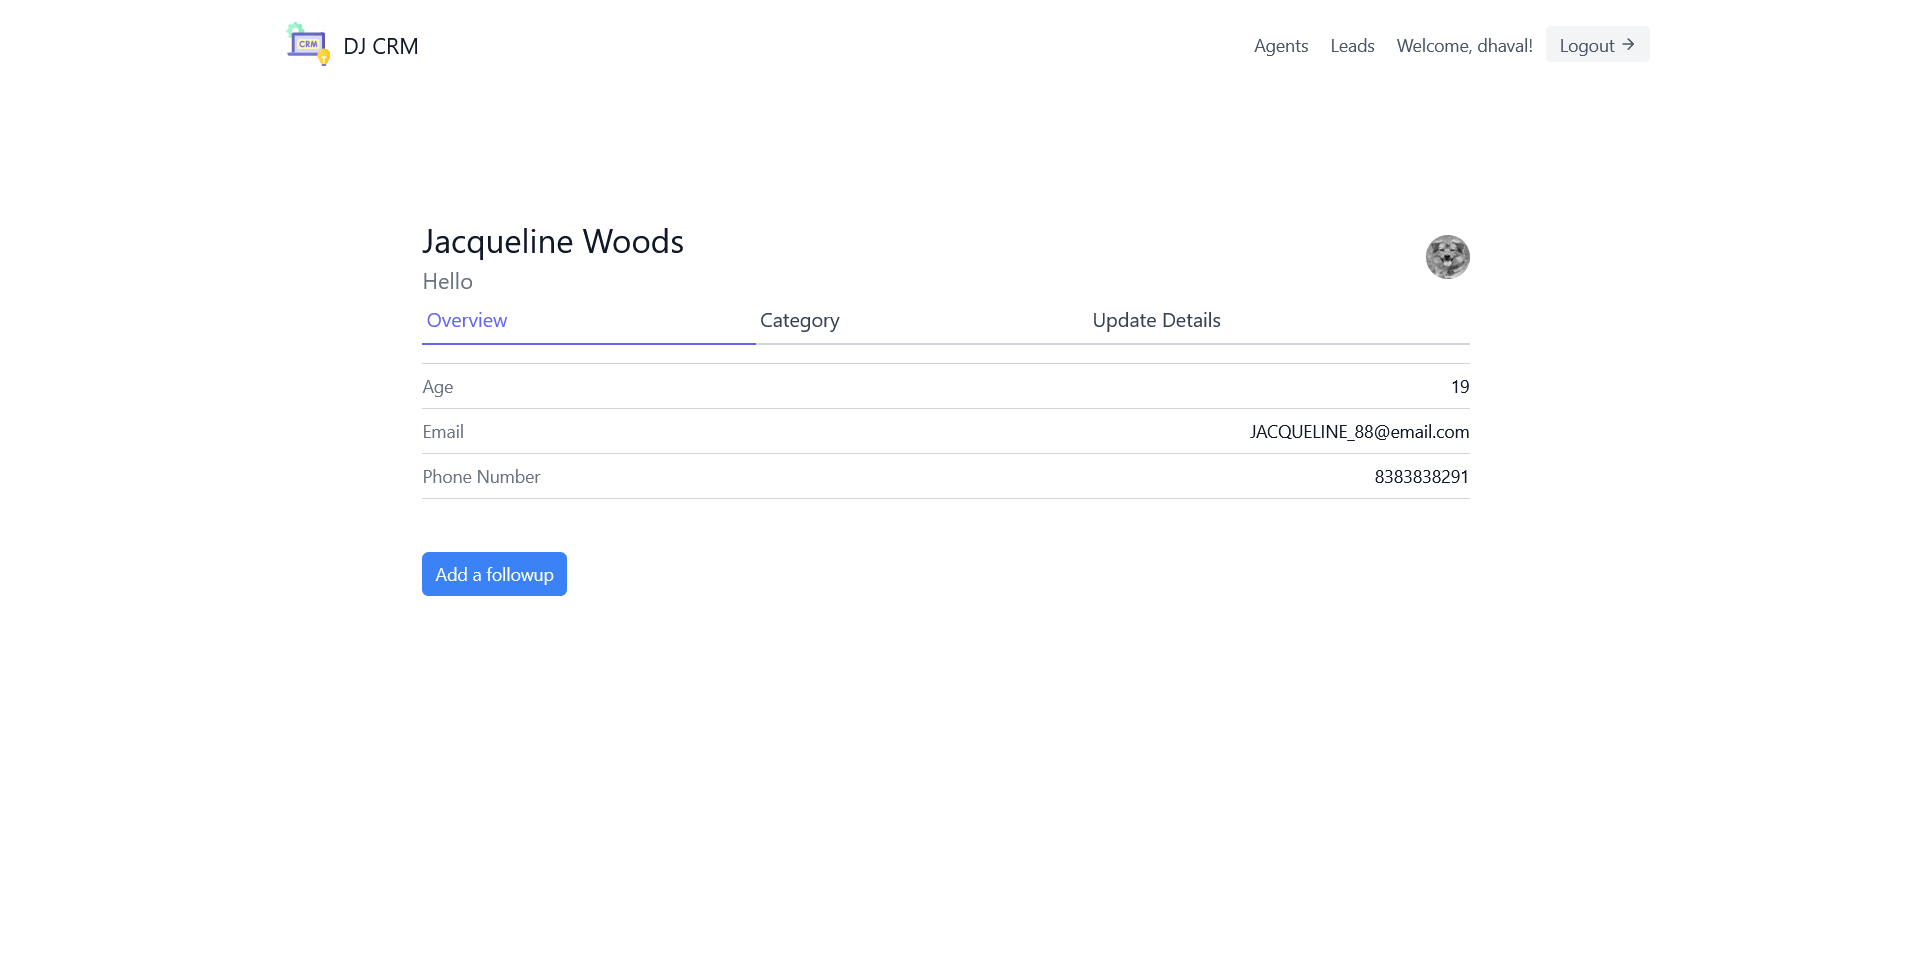 CRM
DJ CRM
Agents Leads Welcome, dhaval! Logout →
Jacqueline Woods
Hello
Overview Category Update Details
Age 19
Email JACQUELINE_88@email.com
Phone Number 8383838291
Add a followup